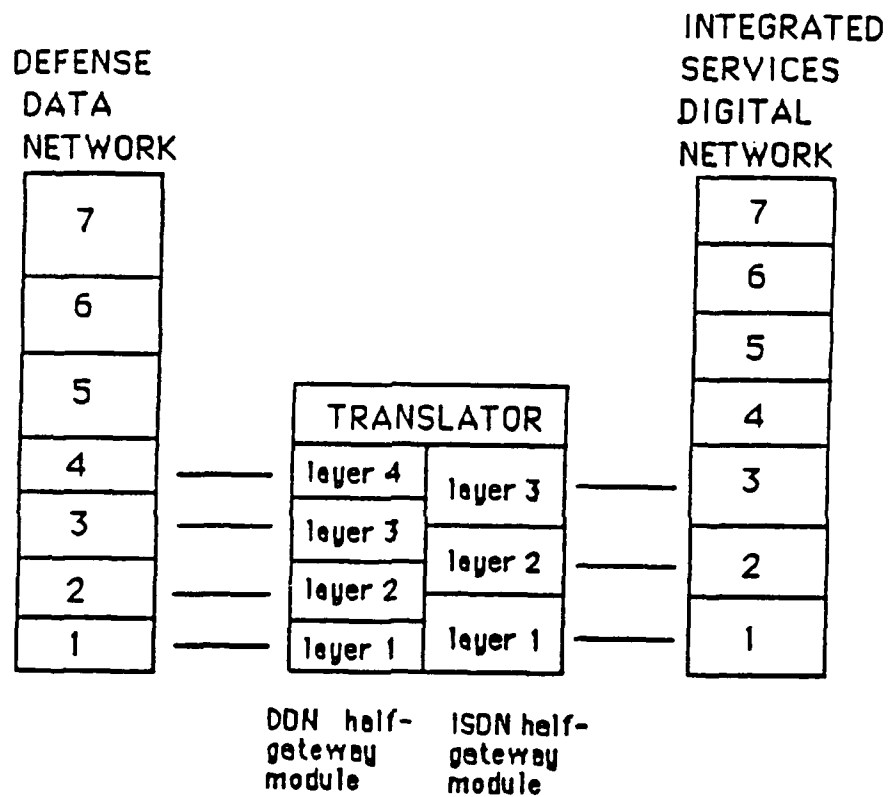 DEFENSE
DATA
NETWORK
7
6
5
4
3
2
1
TRANSLATOR
layer 4
layer 3
layer 2
layer 1
layer 3
layer 2
layer 1
DDN half-
gateway
module
ISDN half-
gateway
module
INTEGRATED
SERVICES
DIGITAL
NETWORK
7
6
5
4
3
2
1